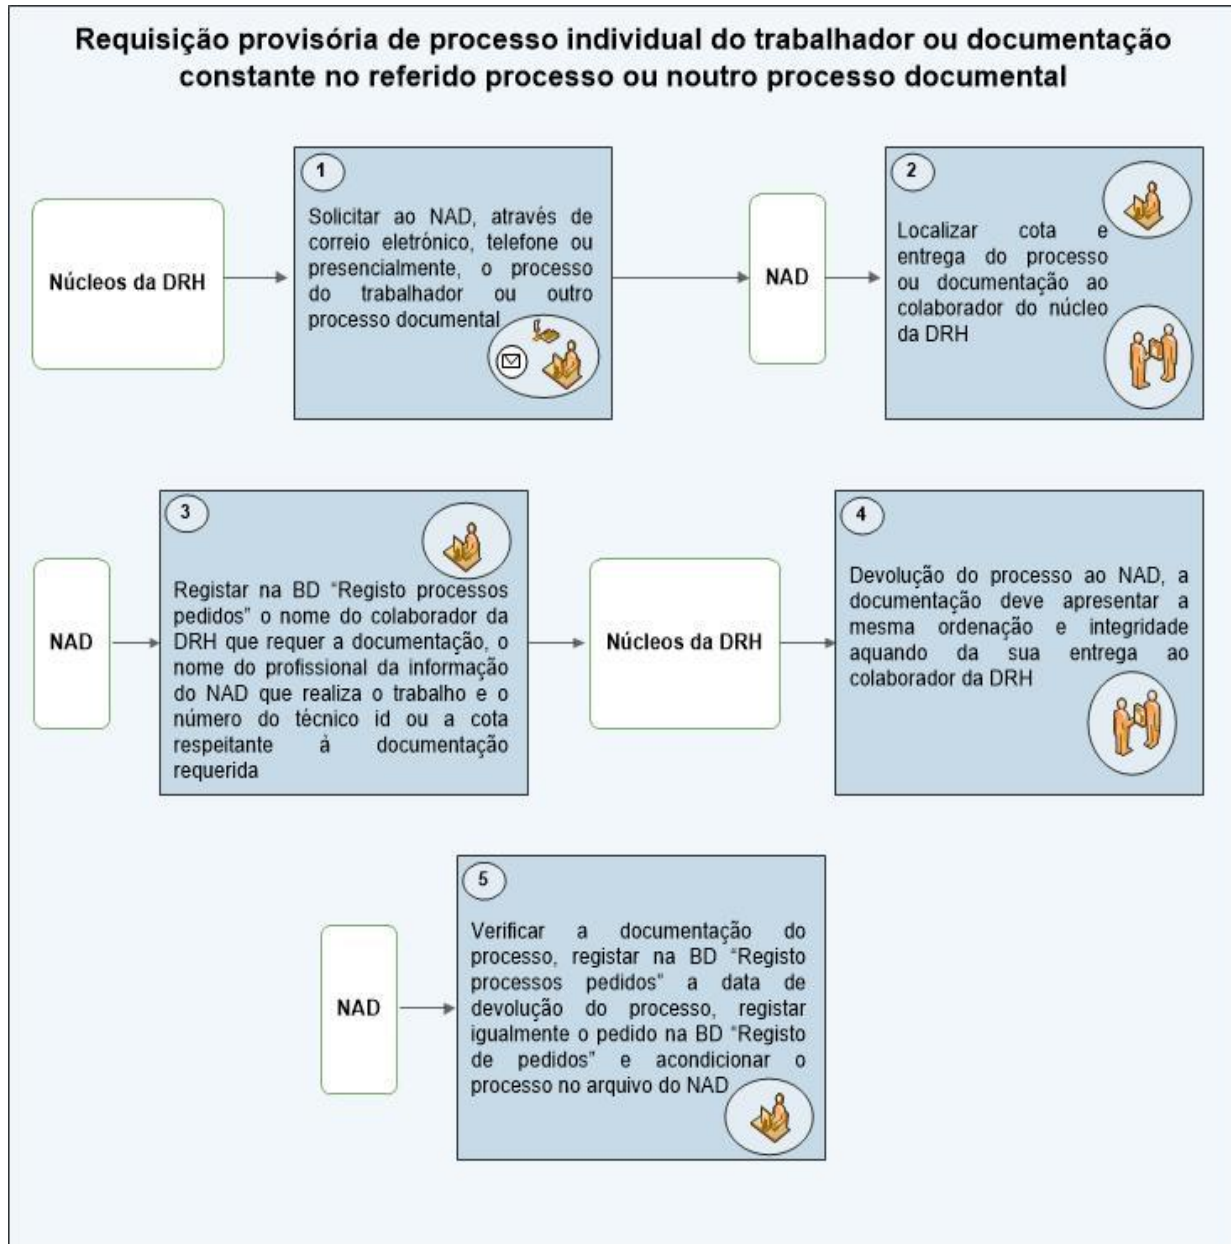 Requisição provisória de processo individual do trabalhador ou documentação
constante no referido processo ou noutro processo documental
Núcleos da DRH
1
Solicitar ao NAD, através de
correio eletrónico, telefone ou
presencialmente, o processo
do trabalhador ou outro
processo documental
NAD
2
Localizar cota e
entrega do processo
ou documentação ao
colaborador do núcleo
da DRH
NAD
3
Registar na BD “Registo processos
pedidos” o nome do colaborador da
DRH que requer a documentação, o
nome do profissional da informação
do NAD que realiza o trabalho e o
número do técnico id ou a cota
respeitante á documentação
requerida
Núcleos da DRH
4
Devolução do processo ao NAD, a
documentação deve apresentar a
mesma ordenação e integridade
aquando da sua entrega ao
colaborador da DRH
NAD
5
Verificar a documentação do
processo, registar na BD “Registo
processos pedidos” a data de
devolução do processo, registar
igualmente o pedido na BD “Registo
de pedidos” e acondicionar o
processo no arquivo do NAD